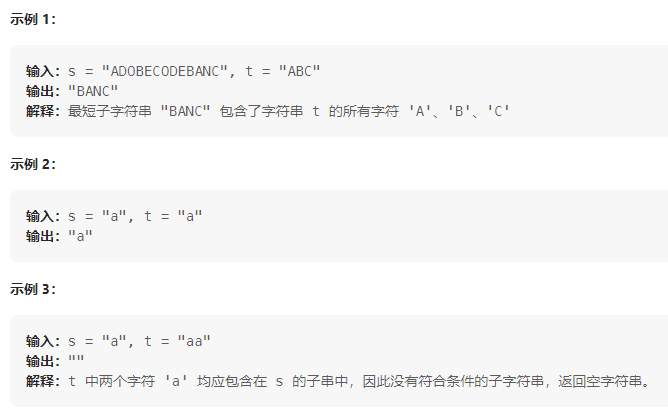 示例 1：
输入：s = "ADOBECODEBANC", t = "ABC"
输出："BANC"
解释：最短子字符串 "BANC" 包含了字符串 t 的所有字符 'A'、'B'、'C'
示例 2：
输入：s = "a", t = "a"
输出："a"
示例 3：
输入：s = "a", t = "aa"
输出：""
解释：t 中两个字符 'a' 均应包含在 s 的子串中，因此没有符合条件的子字符串，返回空字符串。